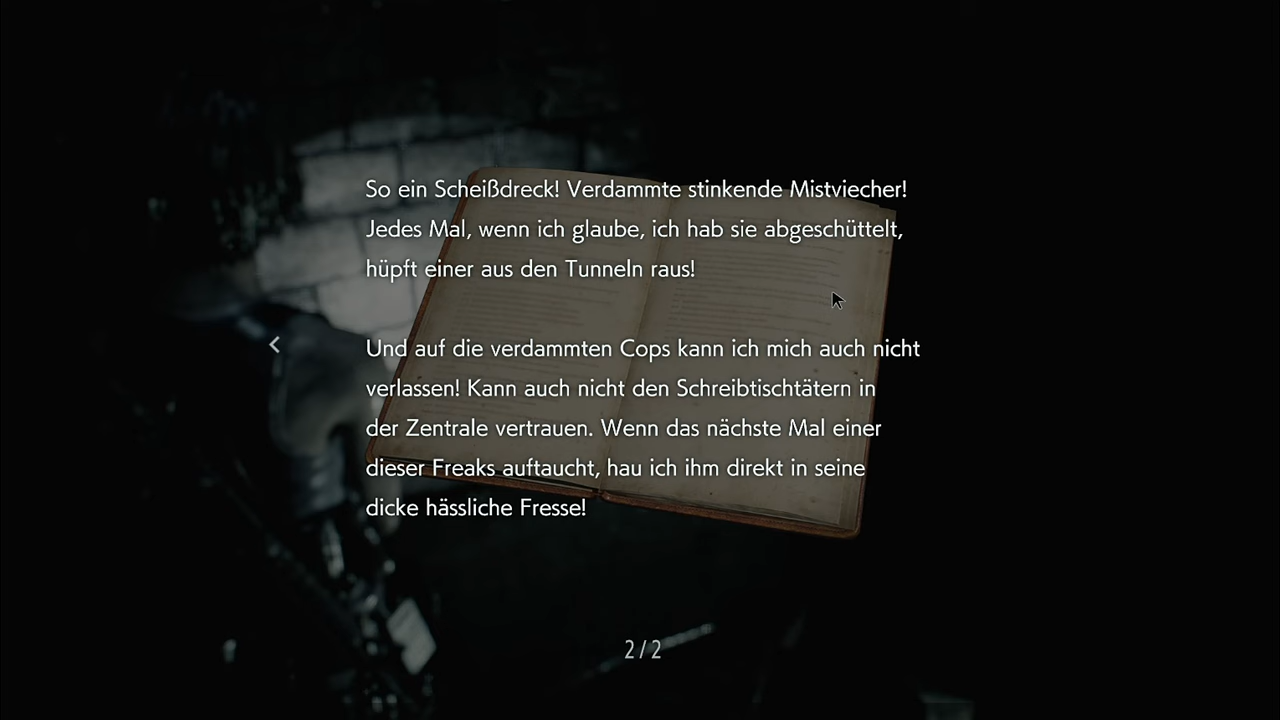 So ein Scheißdreck! Verdammte stinkende Mistviecher!
Jedes Mal, wenn ich glaube, ich hab sie abgeschüttelt,
hüpft einer aus den Tunneln raus!
Und auf die verdammten Cops kann ich mich auch nicht
verlassen! Kann auch nicht den Schreibtischtätern in
der Zentrale vertrauen. Wenn das nächste Mal einer
dieser Freaks auftaucht, hau ich ihm direkt in seine
dicke hässliche Fresse!
2/2